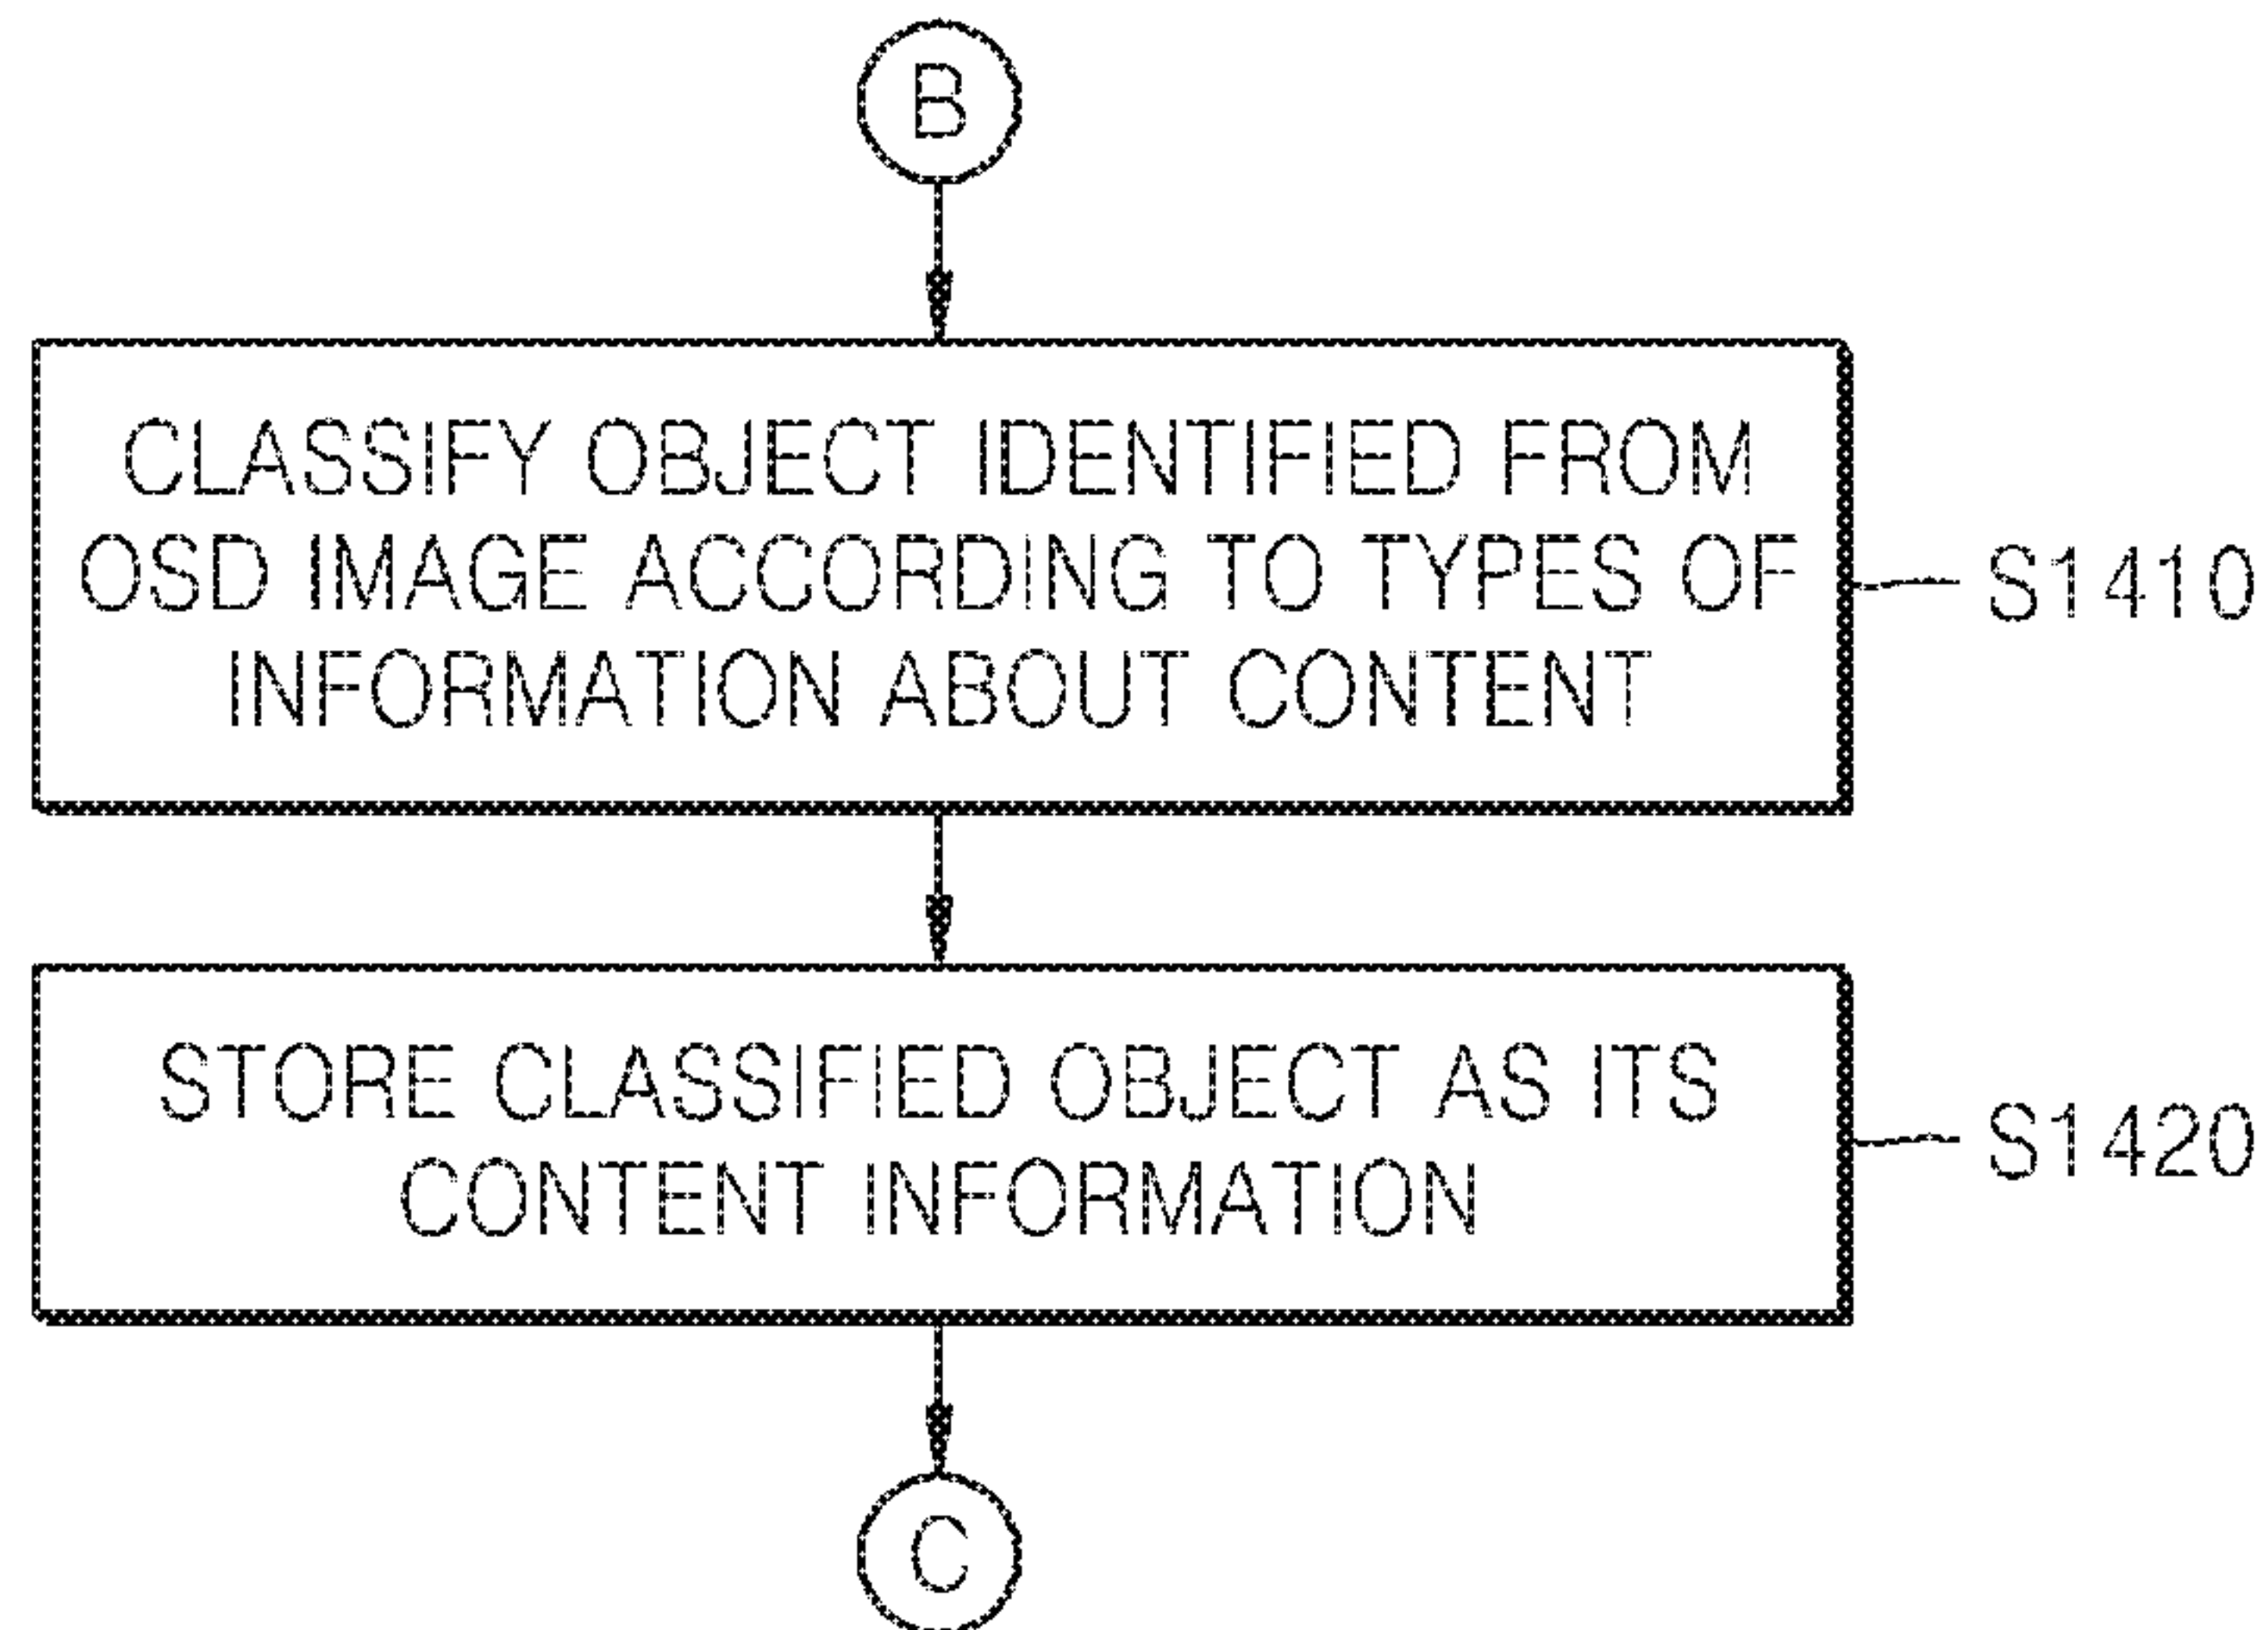 B
CLASSIFY OBJECT IDENTIFIED FROM
OSD IMAGE ACCORDING TO TYPES OF
INFORMATION ABOUT CONTENT
S1410
STORE CLASSIFIED OBJECT AS ITS
CONTENT INFORMATION
S1420
C